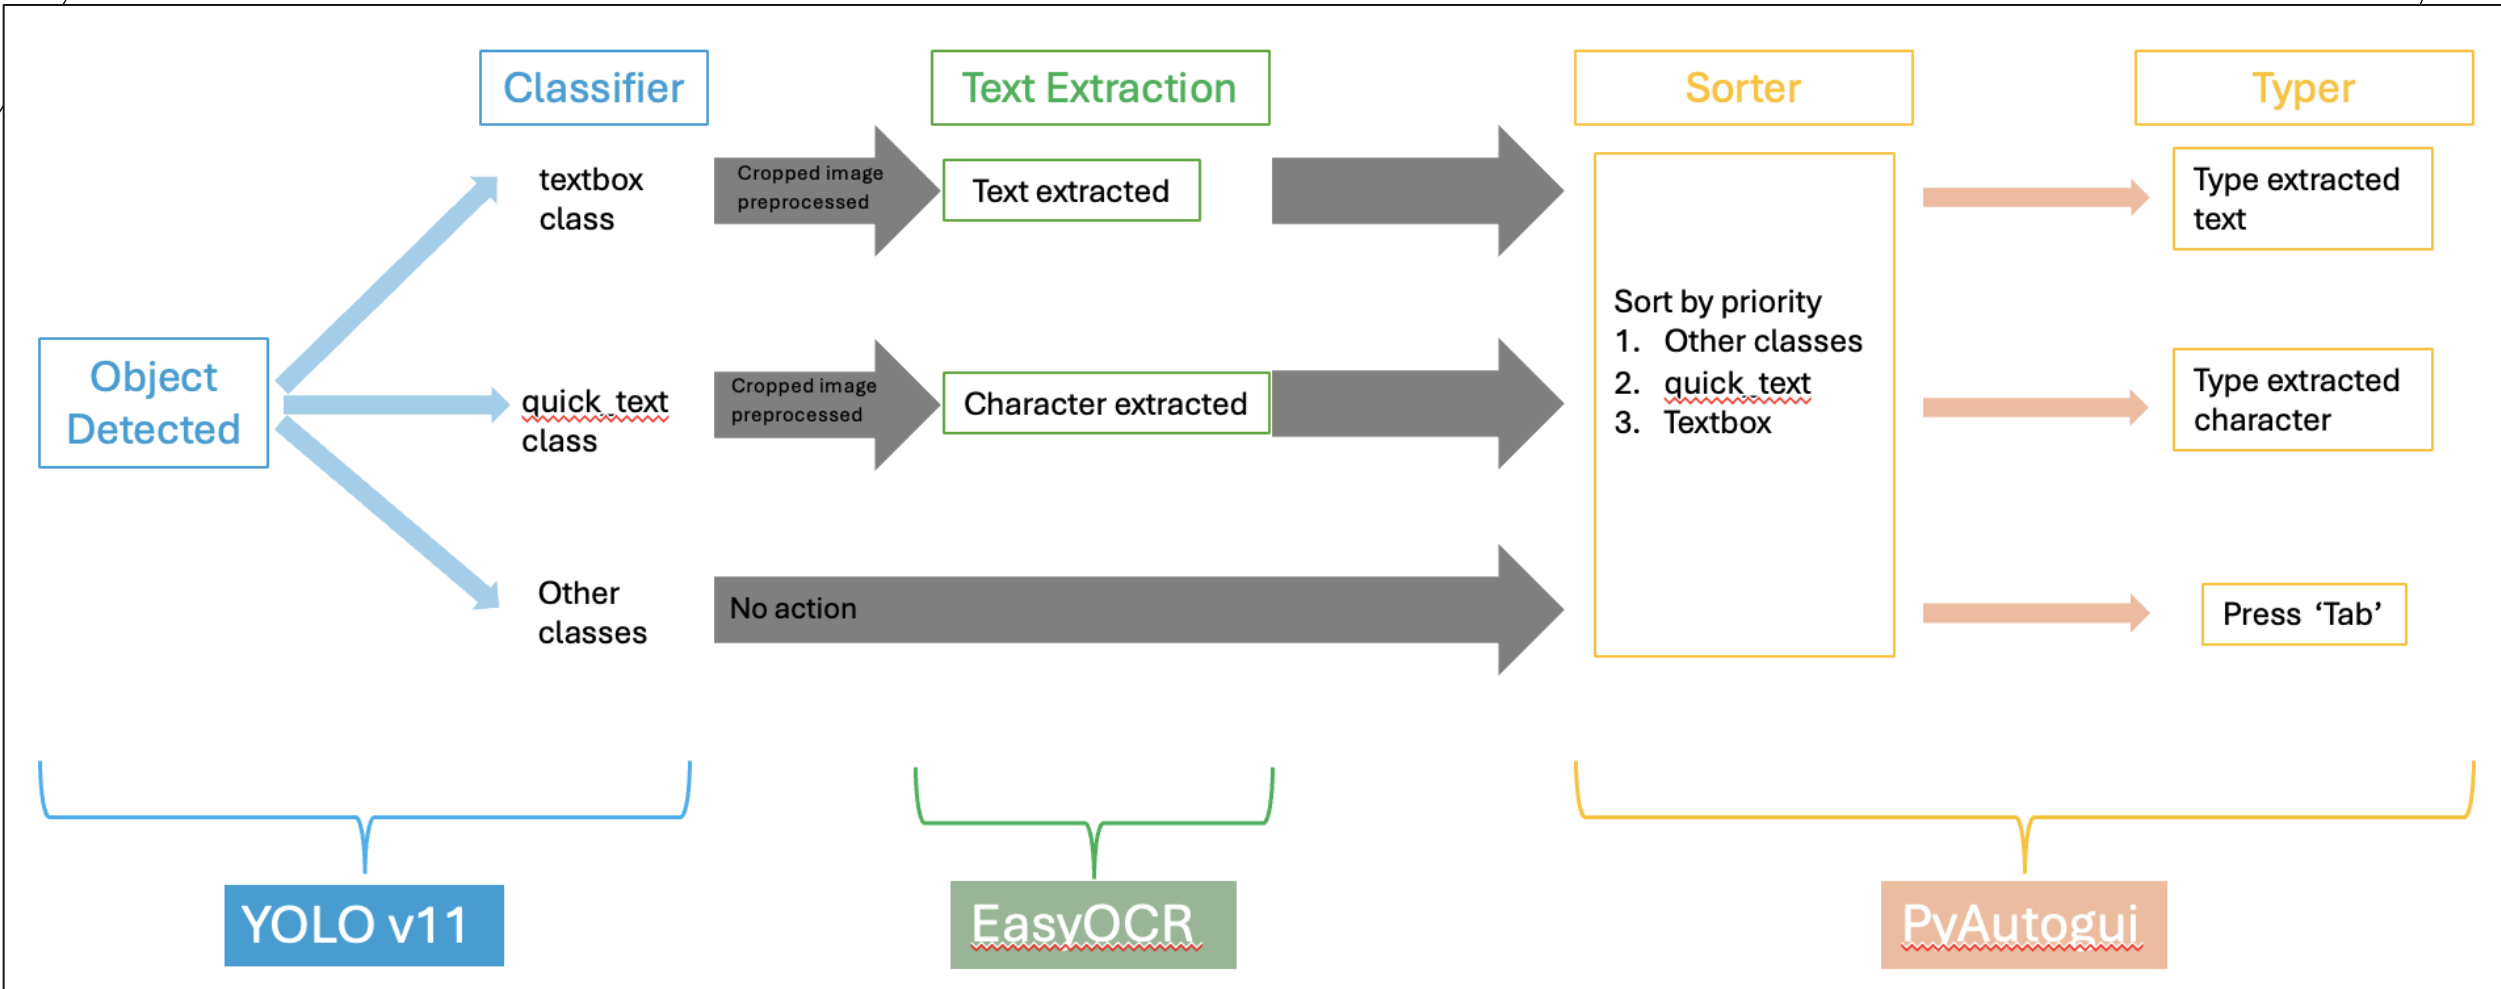 Classifier
Text Extraction
Sorter
Typer
Object
Detected
textbox
class
Cropped image
preprocessed
Text extracted
quick_text
class
Cropped image
preprocessed
Character extracted
Other
classes
No action
Sort by priority
1. Other classes
2. quick_text
3. Textbox
Type extracted
text
Type extracted
character
Press ‘Tab’
YOLO v11
EasyOCR
PyAutogui